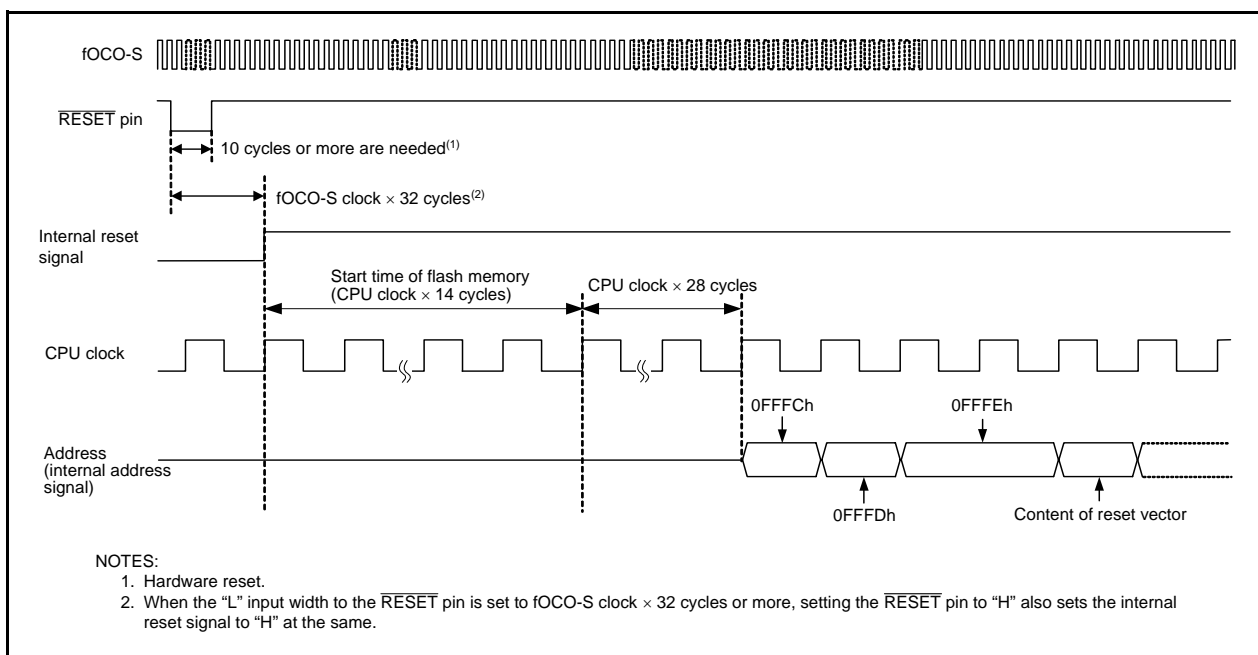 fOCO-S
RESET pin
10 cycles or more are needed(1)
fOCO-S clock × 32 cycles(2)
Internal reset
signal
Start time of flash memory
(CPU clock × 14 cycles)
CPU clock × 28 cycles
CPU clock
0FFFCh
0FFFEh
Address
(internal address
signal)
0FFFDh
Content of reset vector
NOTES:
1. Hardware reset.
2. When the “L” input width to the RESET pin is set to fOCO-S clock × 32 cycles or more, setting the RESET pin to “H” also sets the internal
reset signal to “H” at the same.